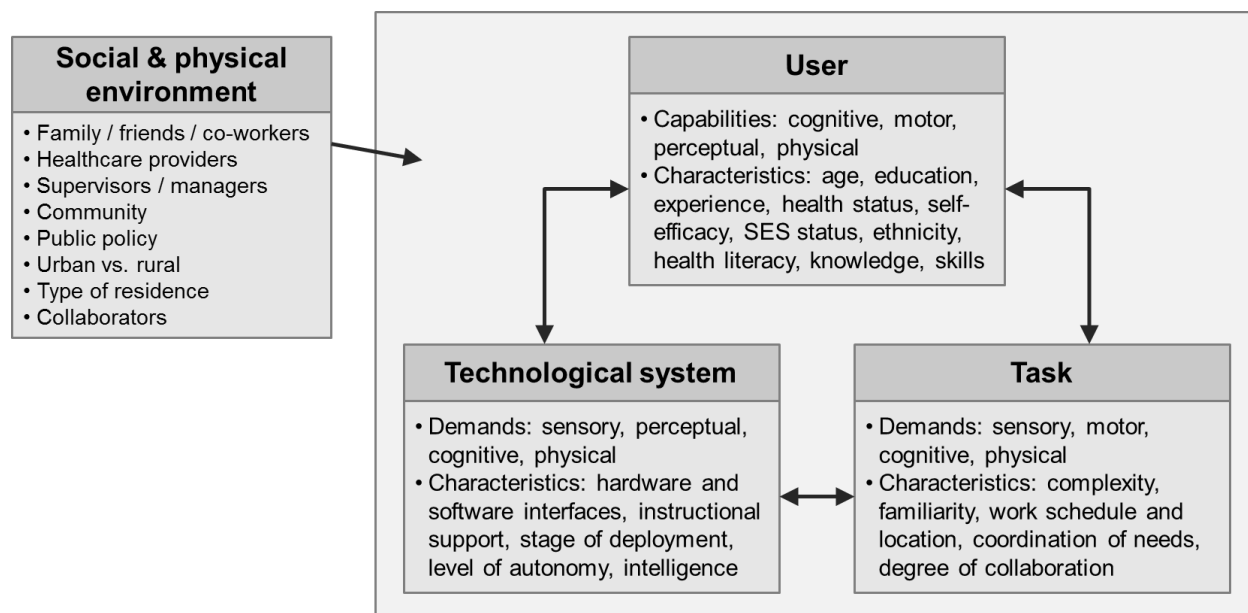 Social & physical
environment
• Family / friends / co-workers
• Healthcare providers
• Supervisors / managers
• Community
• Public policy
• Urban vs. rural
• Type of residence
• Collaborators
User
• Capabilities: cognitive, motor,
perceptual, physical
• Characteristics: age, education,
experience, health status, self-
efficacy, SES status, ethnicity,
health literacy, knowledge, skills
Technological system
• Demands: sensory, perceptual,
cognitive, physical
• Characteristics: hardware and
software interfaces, instructional
support, stage of deployment,
level of autonomy, intelligence
Task
• Demands: sensory, motor,
cognitive, physical
• Characteristics: complexity,
familiarity, work schedule and
location, coordination of needs,
degree of collaboration